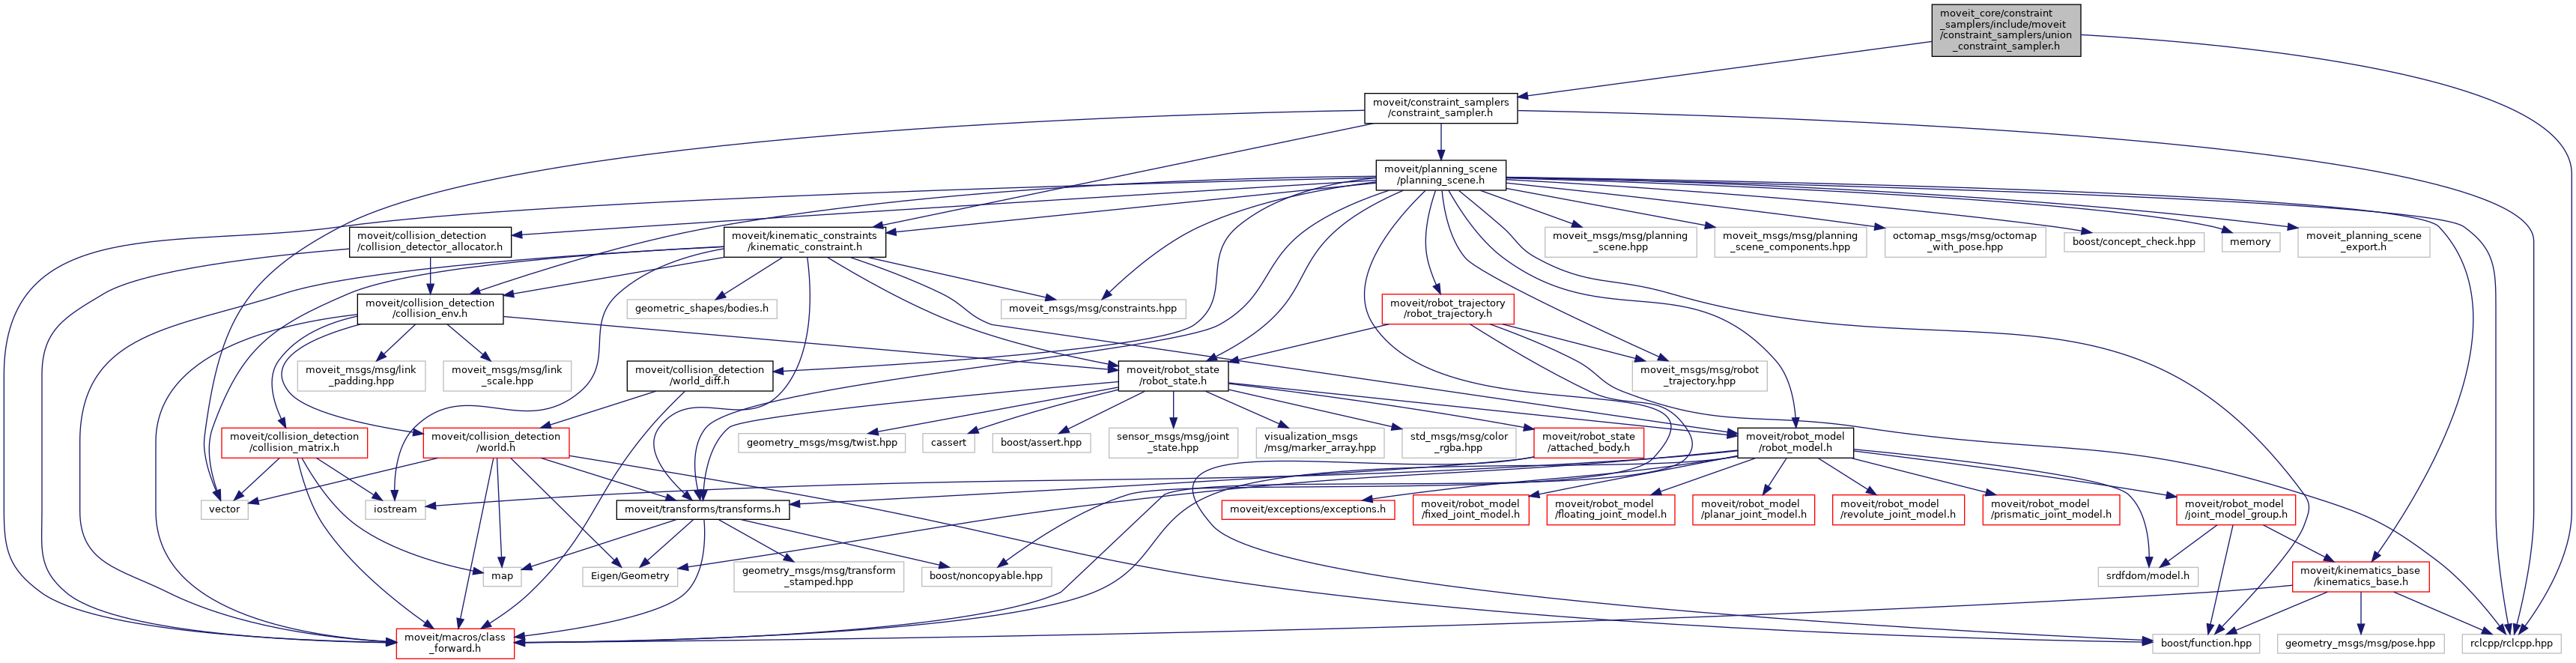 moveit_core/constraint
_samplers/include/moveit
/constraint_samplers/union
_constraint_sampler.h
moveit/constraint_samplers
/constraint_sampler.h
moveit/planning_scene
/planning_scene.h
moveit/collision_detection
/collision_detector_allocator.h
moveit/kinematic_constraints
/kinematic_constraint.h
moveit_msgs/msg/planning
_scene.hpp
moveit_msgs/msg/planning
_scene_components.hpp
octomap_msgs/msg/octomap
_with_pose.hpp
boost/concept_check.hpp
memory
moveit_planning_scene
_export.h
moveit/collision_detection
/collision_env.h
geometric_shapes/bodies.h
moveit_msgs/msg/constraints.hpp
moveit/robot_trajectory
/robot_trajectory.h
moveit_msgs/msg/link
_padding.hpp
moveit_msgs/msg/link
_scale.hpp
moveit/collision_detection
/world_diff.h
moveit/robot_state
/robot_state.h
moveit_msgs/msg/robot
_trajectory.hpp
moveit/collision_detection
/collision_matrix.h
moveit/collision_detection
/world.h
geometry_msgs/msg/twist.hpp
cassert
boost/assert.hpp
sensor_msgs/msg/joint
_state.hpp
visualization_msgs
/msg/marker_array.hpp
std_msgs/msg/color
_rgba.hpp
moveit/robot_state
/attached_body.h
moveit/robot_model
/robot_model.h
vector
iostream
moveit/transforms/transforms.h
moveit/exceptions/exceptions.h
moveit/robot_model
/fixed_joint_model.h
moveit/robot_model
/floating_joint_model.h
moveit/robot_model
/planar_joint_model.h
moveit/robot_model
/revolute_joint_model.h
moveit/robot_model
/prismatic_joint_model.h
moveit/robot_model
/joint_model_group.h
map
Eigen/Geometry
geometry_msgs/msg/transform
_stamped.hpp
boost/noncopyable.hpp
srdfdom/model.h
moveit/kinematics_base
/kinematics_base.h
moveit/macros/class
_forward.h
boost/function.hpp
geometry_msgs/msg/pose.hpp
rclcpp/rclcpp.hpp